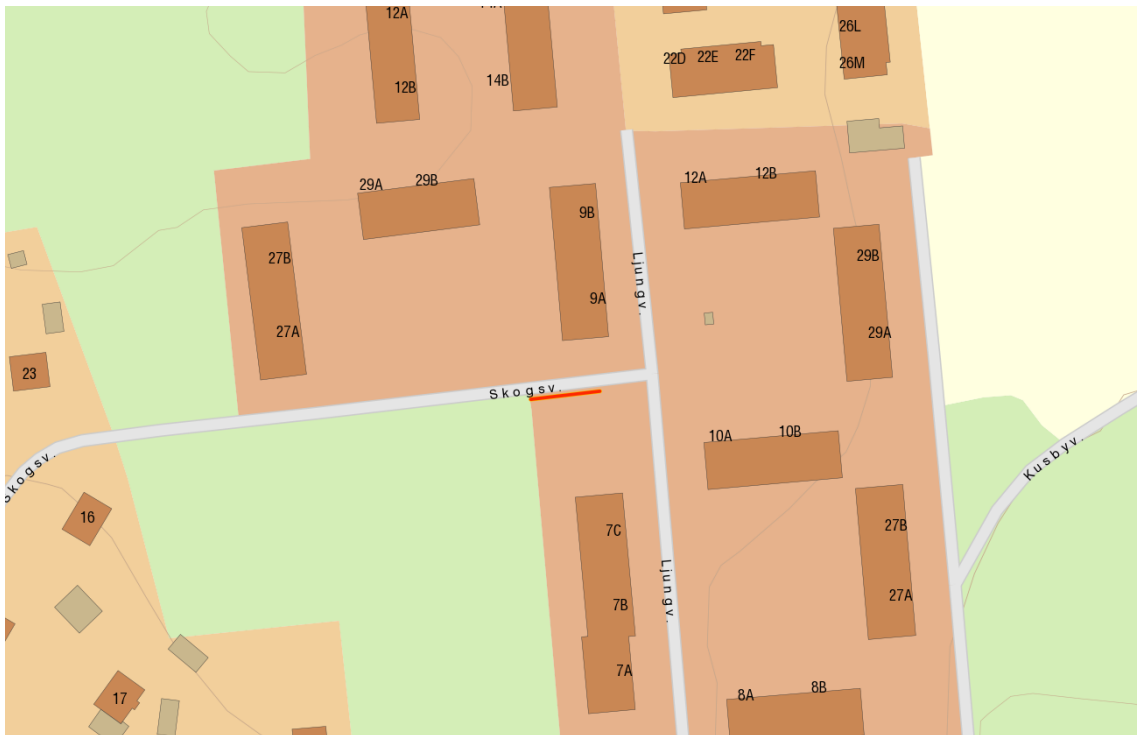 12A
26L
22D 22E 22F
26M
12B
14B
29A 29B
12A 12B
9B
27B
29B
Ljungv.
9A
27A
29A
23
Skogsv.
10A 10B
Kusbyv.
Skogsv.
16
7C
27B
Ljungv.
7B
27A
7A
17
8A 8B